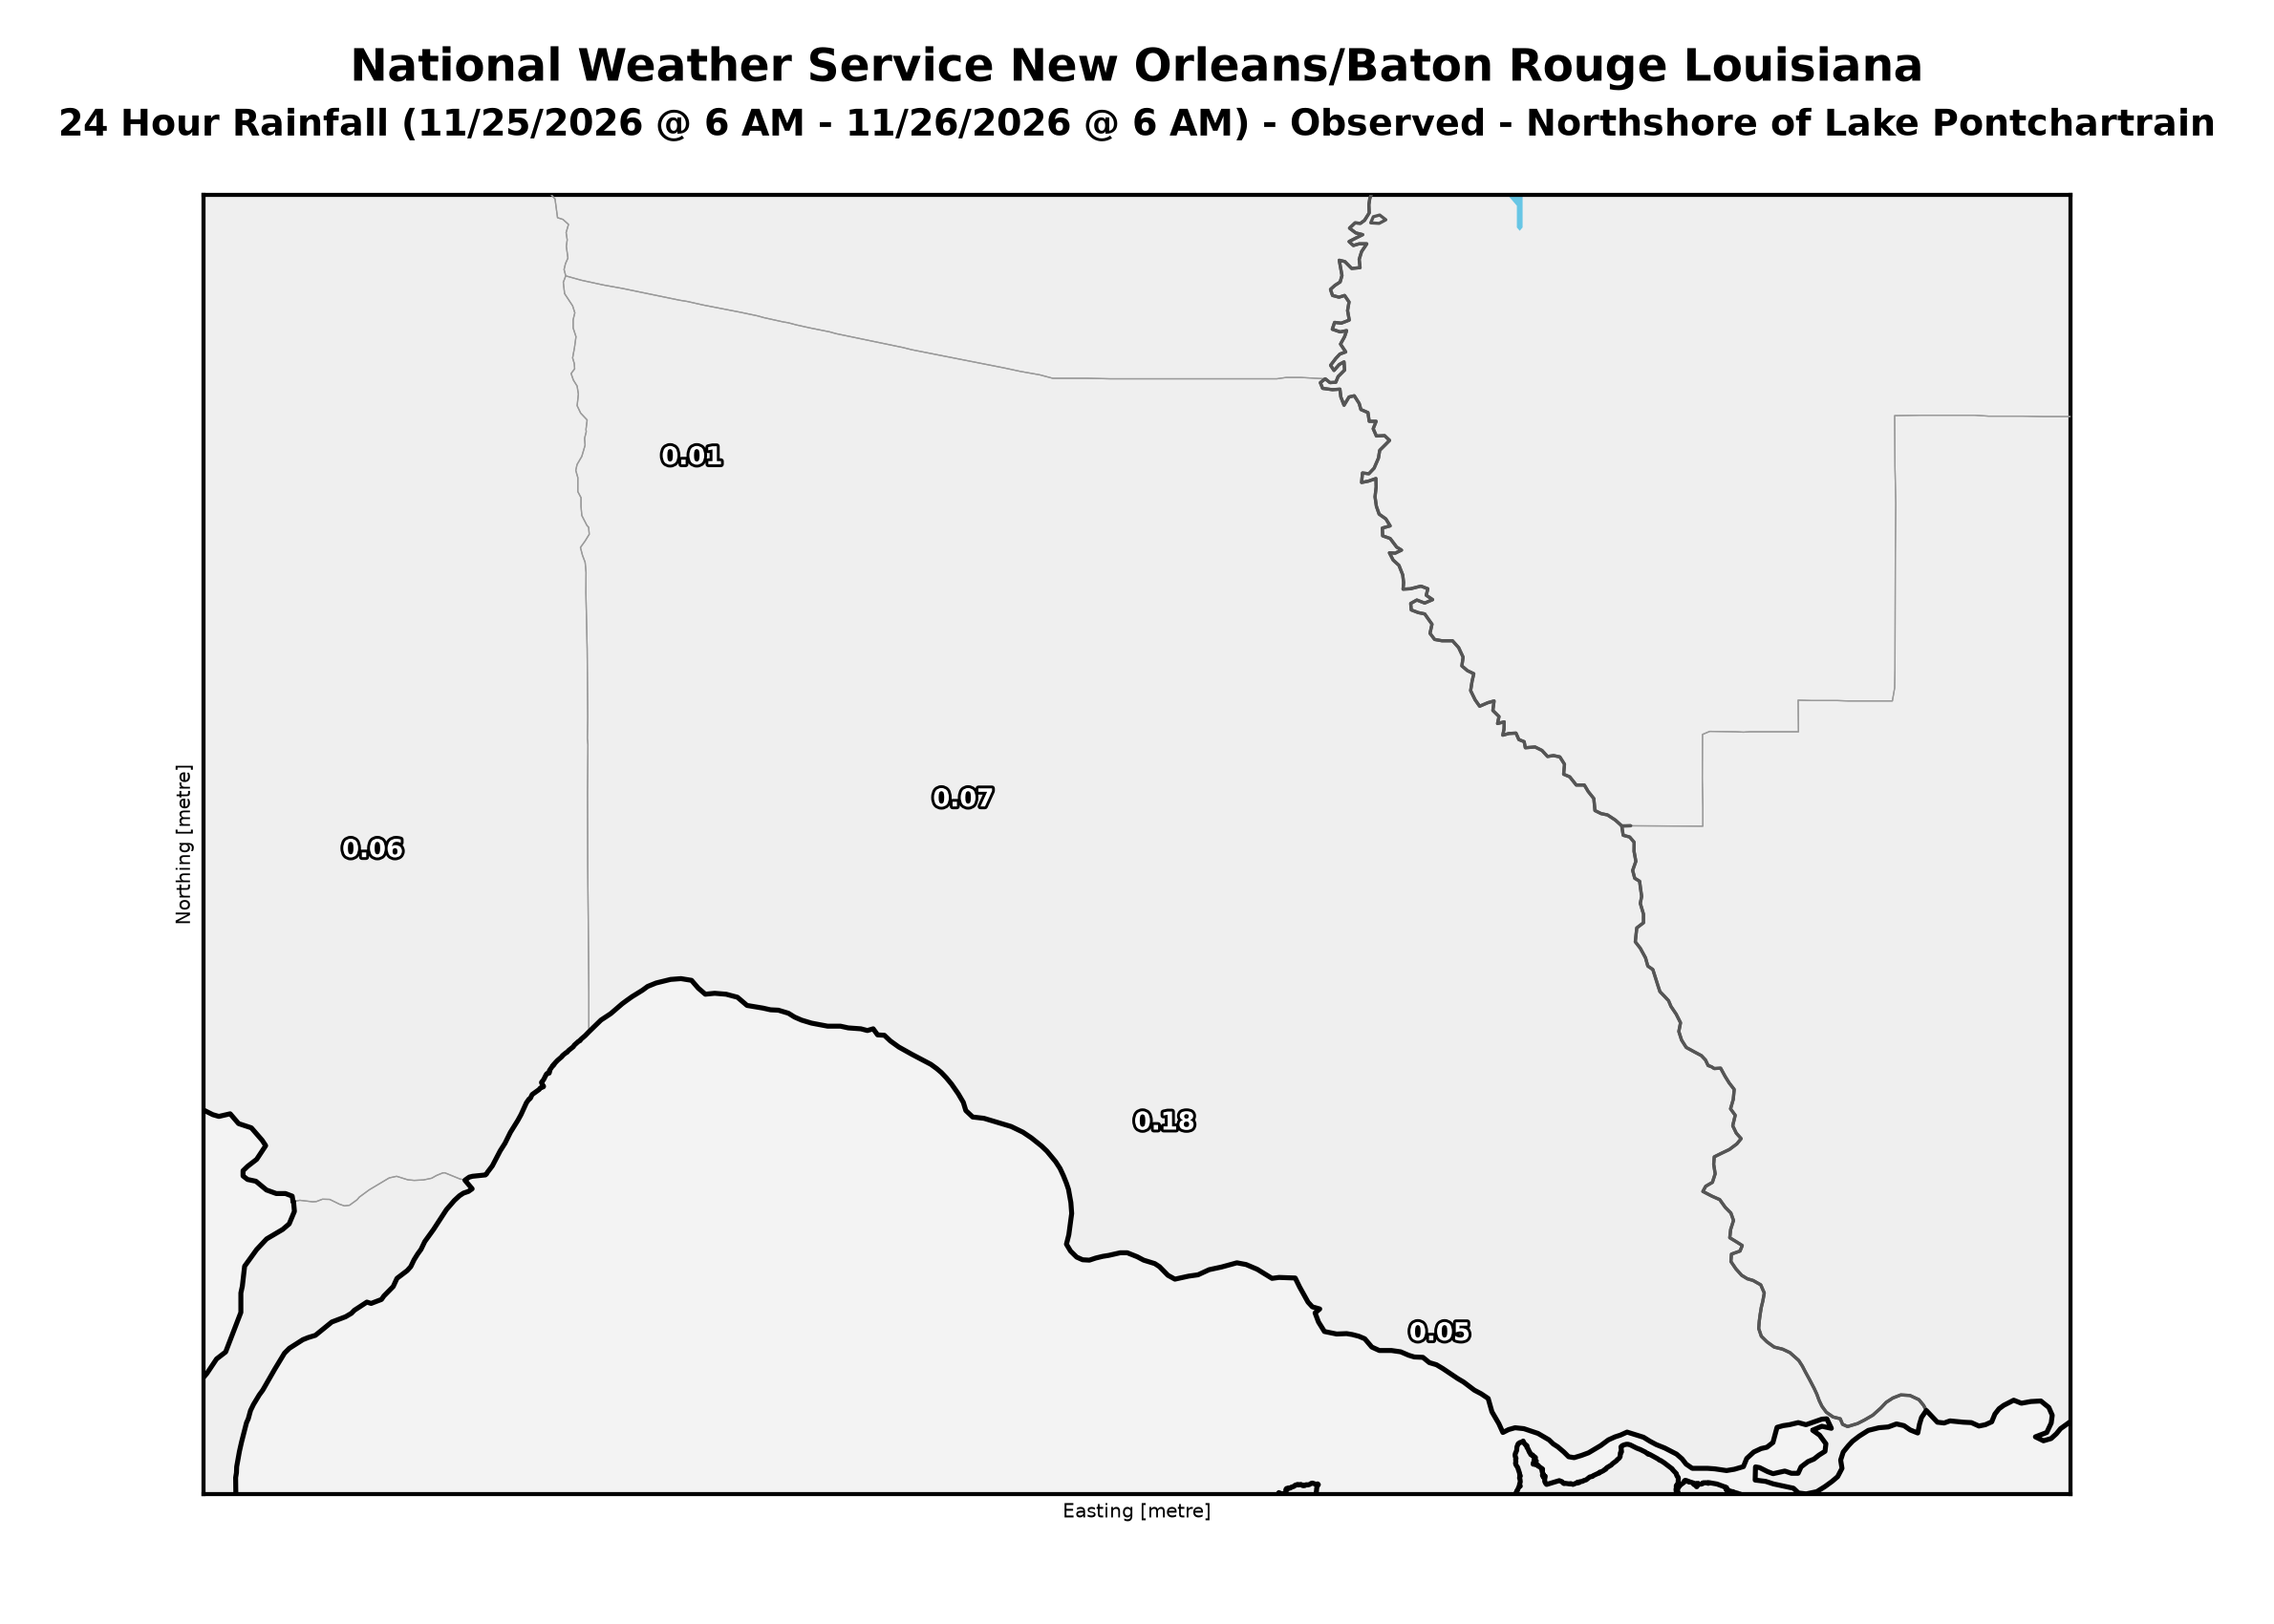 National Weather Service New Orleans/Baton Rouge Louisiana
24 Hour Rainfall (11/25/2026 @ 6 AM - 11/26/2026 @ 6 AM) - Observed - Northshore of Lake Pontchartrain
0.01
0.07
0.06
0.18
0.05
Northing [metre]
Easting [metre]